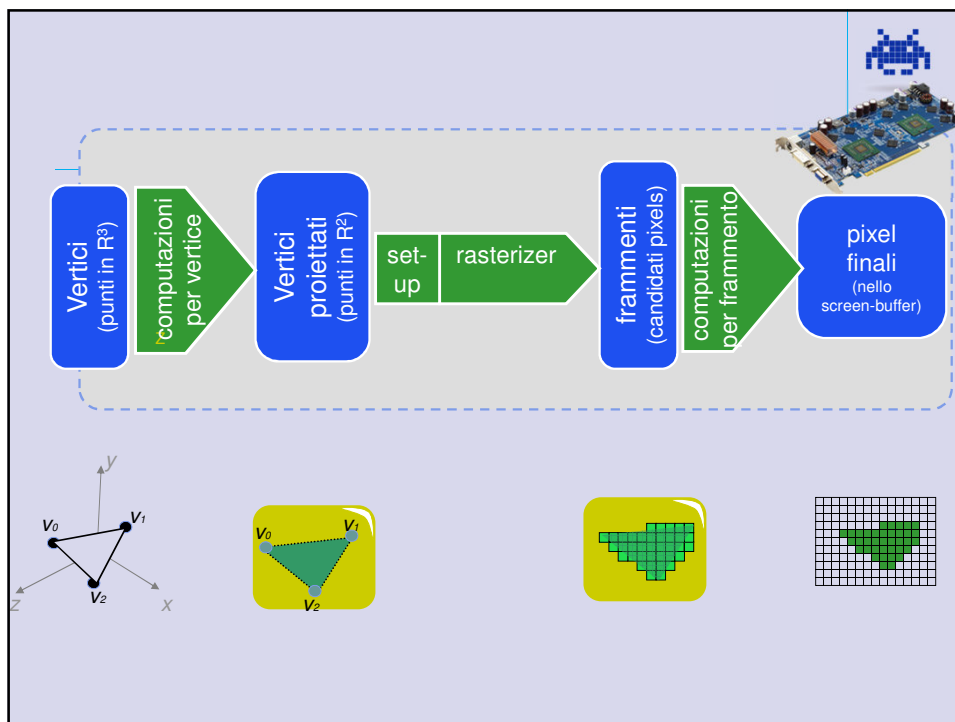 Vertici
(punti in R³)
computazioni
per vertice
z
Vertici
proiettati
(punti in R²)
set-
up
rasterizer
frammenti
(candidati pixels)
computazioni
per frammento
pixel
finali
(nello
screen-buffer)
y
v0
v1
v2
z
x
v0
v1
v2